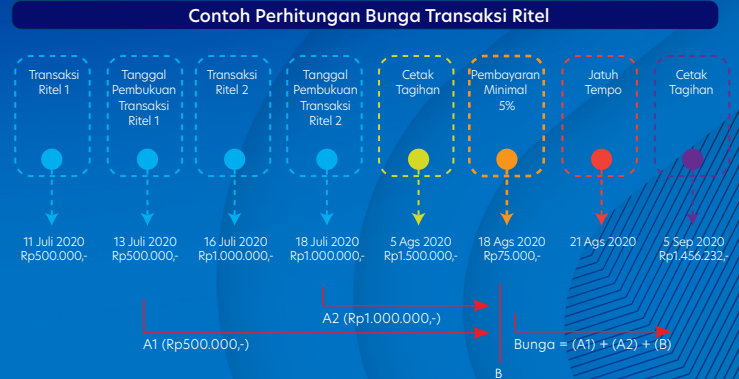 Contoh Perhitungan Bunga Transaksi Ritel
Transaksi
Ritel 1
Tanggal
Pembukuan
Transaksi
Ritel 1
Transaksi
Ritel 2
Tanggal
Pembukuan
Transaksi
Ritel 2
Cetak
Tagihan
Pembayaran
Minimal
5%
Jatuh
Tempo
Cetak
Tagihan
11 Juli 2020
Rp500.000,-
13 Juli 2020
Rp500.000,-
16 Juli 2020
Rp1.000.000,-
18 Juli 2020
Rp1.000.000,-
5 Ags 2020
Rp1.500.000,-
18 Ags 2020
Rp75.000,-
21 Ags 2020
5 Sep 2020
Rp1.456.232,-
A2 (Rp1.000.000,-)
A1 (Rp500.000,-)
Bunga = (A1) + (A2) + (B)
B